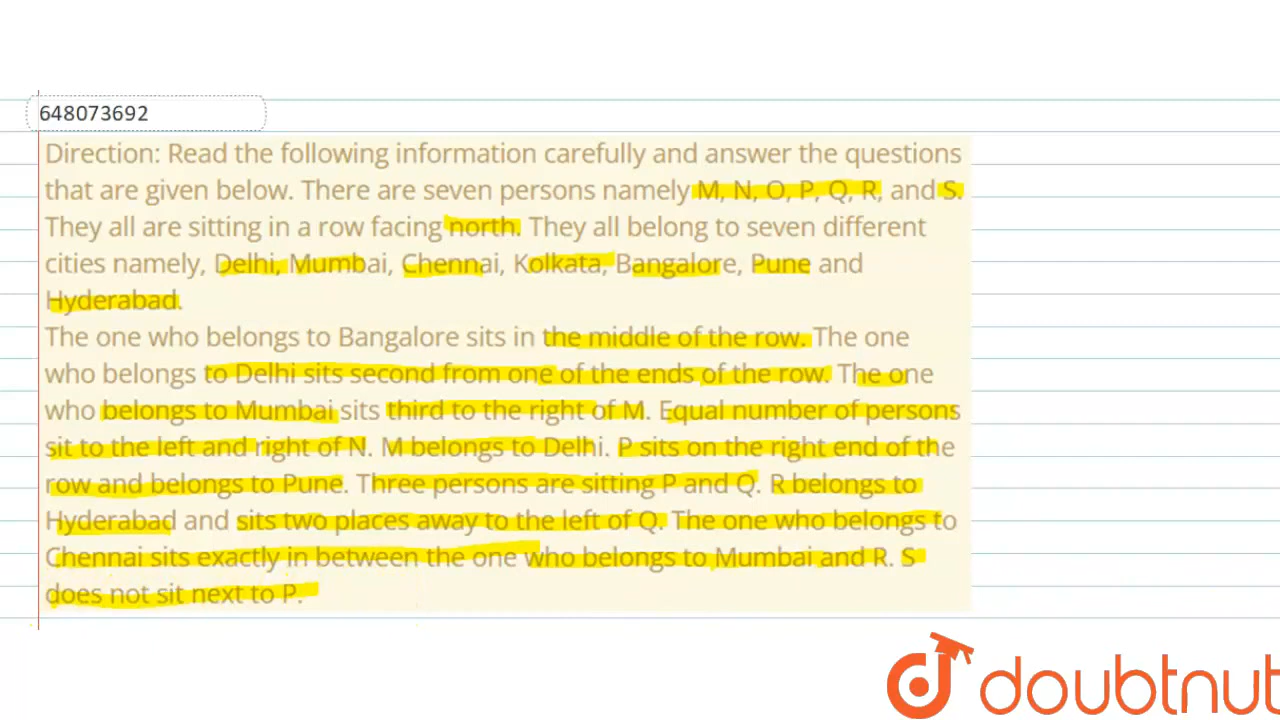 648073692
Direction: Read the following information carefully and answer the questions
that are given below. There are seven persons namely M, N, O, P, Q, R, and S.
They all are sitting in a row facing north. They all belong to seven different
cities namely, Delhi, Mumbai, Chennai, Kolkata, Bangalore, Pune and
Hyderabad.
The one who belongs to Bangalore sits in the middle of the row. The one
who belongs to Delhi sits second from one of the ends of the row. The one
who belongs to Mumbai sits third to the right of M. Equal number of persons
sit to the left and right of N. M belongs to Delhi. P sits on the right end of the
row and belongs to Pune. Three persons are sitting P and Q. R belongs to
Hyderabad and sits two places away to the left of Q. The one who belongs to
Chennai sits exactly in between the one who belongs to Mumbai and R. S
does not sit next to P.
doubtnut